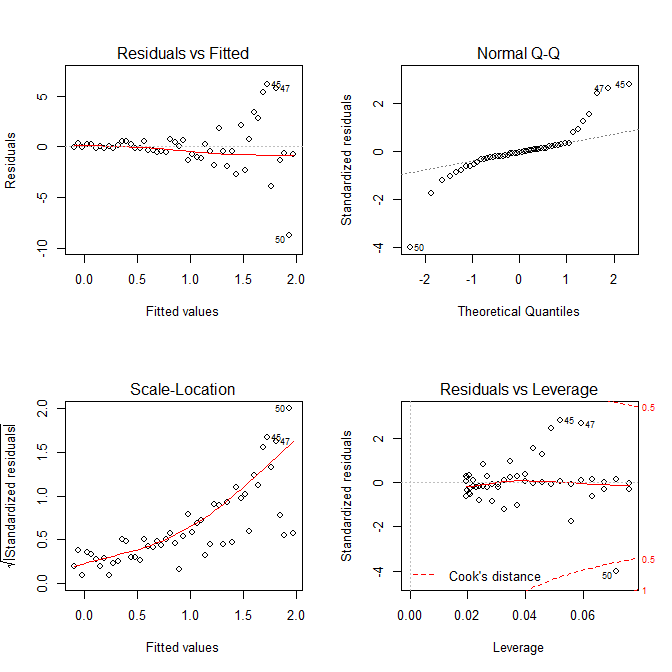 Residuals vs Fitted
Residuals
5
0
-5
-10
45
47
50
0.0 0.5 1.0 1.5 2.0
Fitted values
Normal Q-Q
Standardized residuals
2
0
-2
-4
47
45
50
-2 -1 0 1 2
Theoretical Quantiles
Scale-Location
√|Standardized residuals|
2.0
1.5
1.0
0.5
0.0
50
45
47
0.0 0.5 1.0 1.5 2.0
Fitted values
Residuals vs Leverage
Standardized residuals
2
0
-2
-4
45
47
50
0.5
0.5
1
Cook's distance
0.00 0.02 0.04 0.06
Leverage